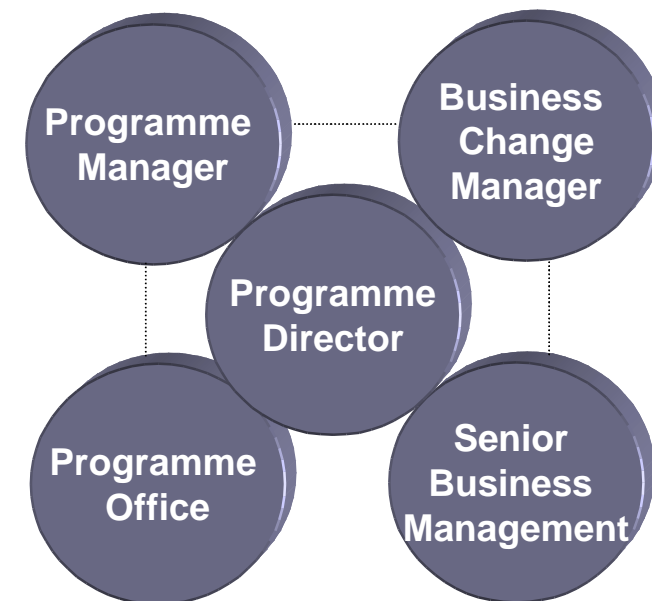 Programme
Manager
Business
Change
Manager
Programme
Director
Programme
Office
Senior
Business
Management